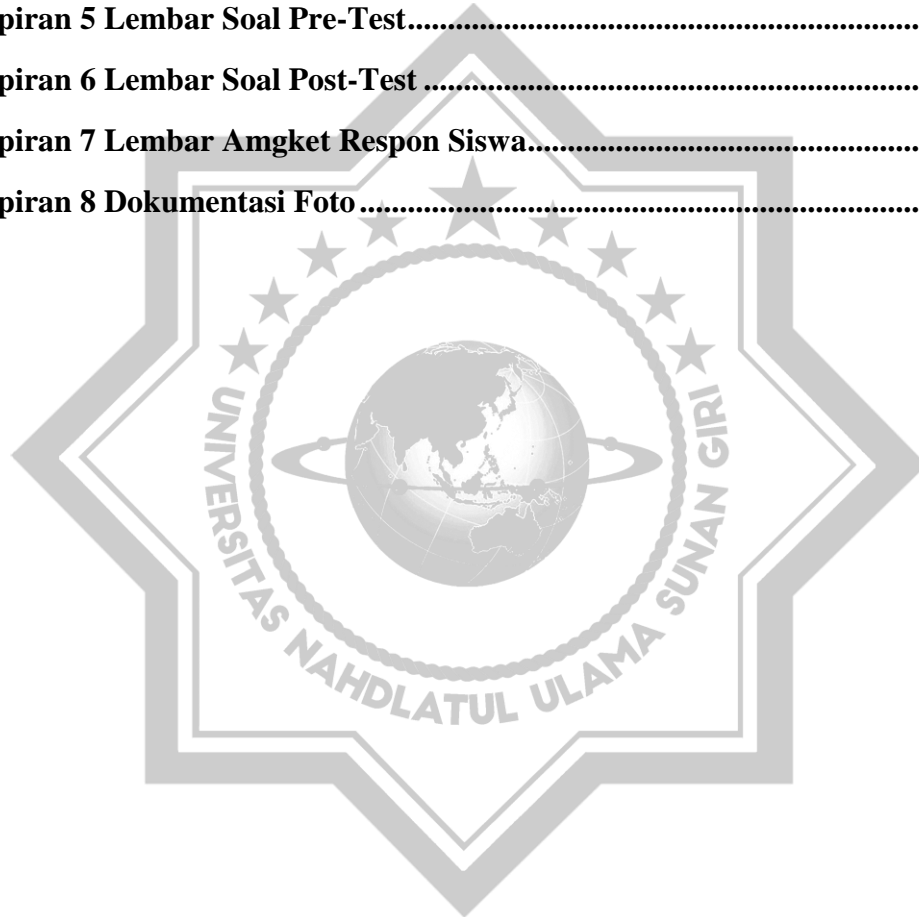 piran 5 Lembar Soal Pre-Test....................................................................
piran 6 Lembar Soal Post-Test ..................................................................
piran 7 Lembar Amgket Respon Siswa....................................................
piran 8 Dokumentasi Foto..........................................................................
UNIVERSITAS NAHDLATUL ULAMA SUNAN GIRI